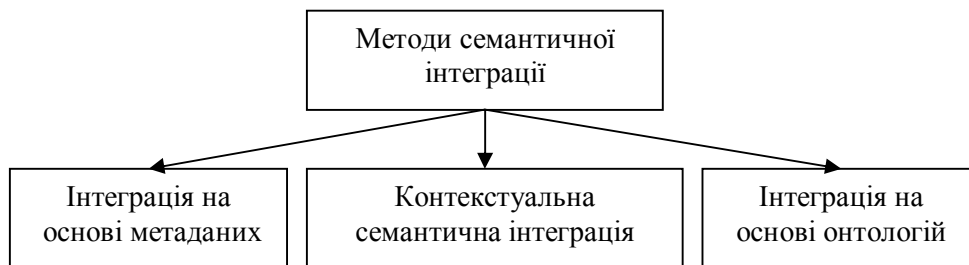 Методи семантичної
інтеграції
Інтеграція на
основі метаданих
Контекстуальна
семантична інтеграція
Інтеграція на
основі онтологій